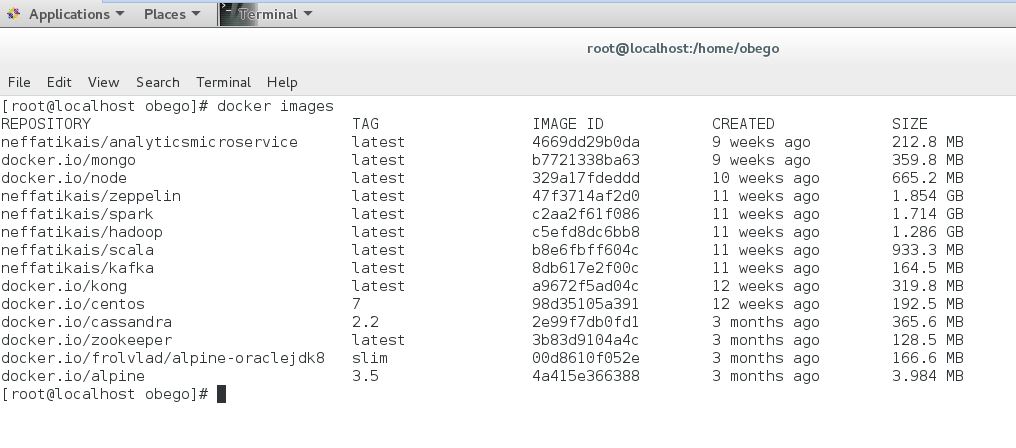 Applications Places Terminal
root@localhost:/home/obego
File Edit View Search Terminal Help
[root@localhost obego]# docker images
REPOSITORY TAG IMAGE ID CREATED SIZE
neffatikais/analyticsmicroservice latest 4669dd29b0da 9 weeks ago 212.8 MB
docker.io/mongo latest b7721338ba63 9 weeks ago 359.8 MB
docker.io/node latest 329a17fdeddd 10 weeks ago 665.2 MB
neffatikais/zeppelin latest 47f3714af2d0 11 weeks ago 1.854 GB
neffatikais/spark latest c2aa2f61f086 11 weeks ago 1.714 GB
neffatikais/hadoop latest c5efd8dc6bb8 11 weeks ago 1.286 GB
neffatikais/scala latest b8e6fbff604c 11 weeks ago 933.3 MB
neffatikais/kafka latest 8db617e2f00c 11 weeks ago 164.5 MB
docker.io/kong latest a9672f5ad04c 12 weeks ago 319.8 MB
docker.io/centos 7 98d35105a391 12 weeks ago 192.5 MB
docker.io/cassandra 2.2 2e99f7db0fd1 3 months ago 365.6 MB
docker.io/zookeeper latest 3b83d9104a4c 3 months ago 128.5 MB
docker.io/frolvlad/alpine-oraclejdk8 slim 00d8610f052e 3 months ago 166.6 MB
docker.io/alpine 3.5 4a415e366388 3 months ago 3.984 MB
[root@localhost obego]#